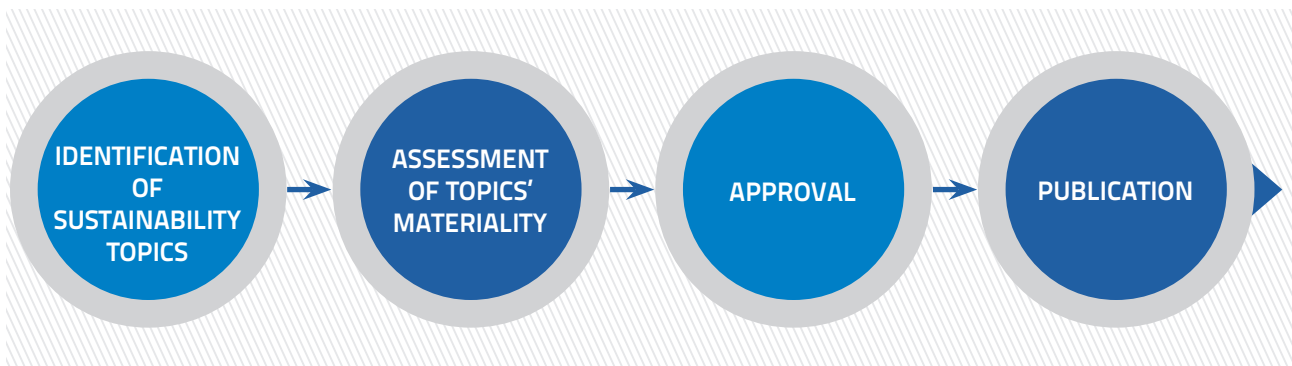 IDENTIFICATION
OF
SUSTAINABILITY
TOPICS
ASSESSMENT
OF TOPICS’
MATERIALITY
APPROVAL
PUBLICATION